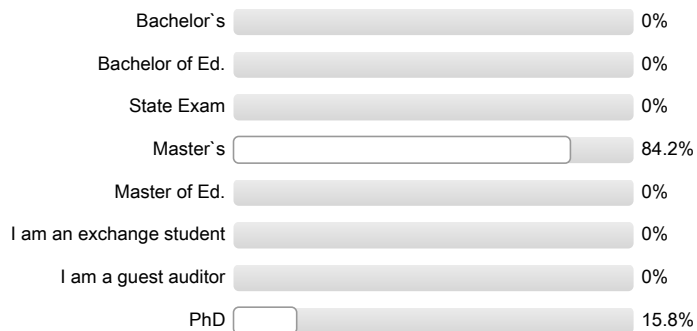 Bachelor`s 0%
Bachelor of Ed. 0%
State Exam 0%
Master`s 84.2%
Master of Ed. 0%
I am an exchange student 0%
I am a guest auditor 0%
PhD 15.8%